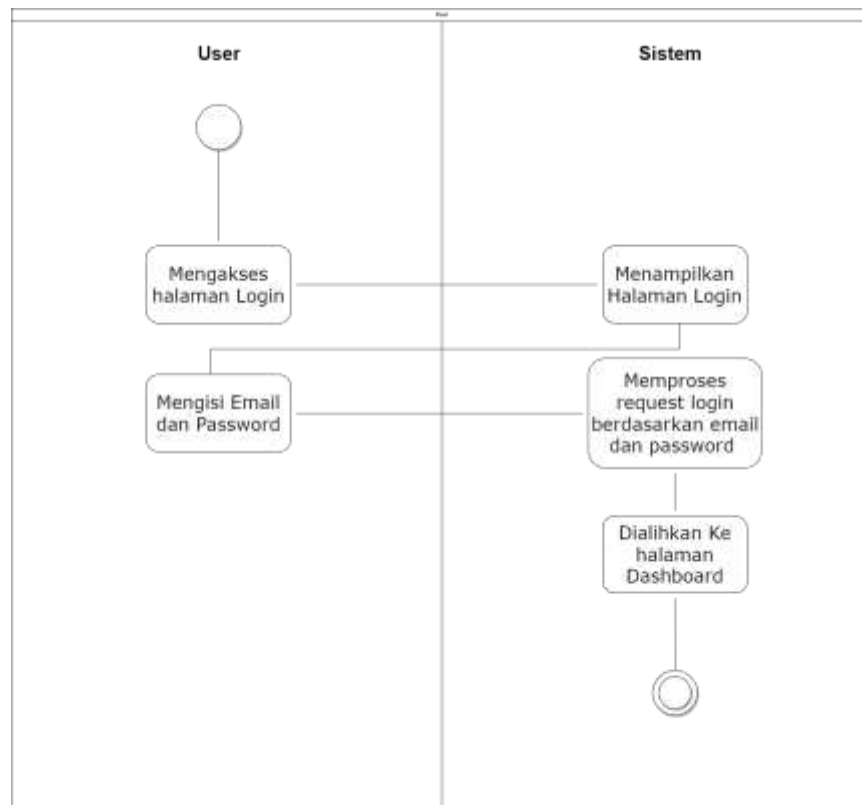 User
Sistem
Mengakses
halaman Login
Menampilkan
Halaman Login
Mengisi Email
dan Password
Memproses
request login
berdasarkan email
dan password
Dialihkan Ke
halaman
Dashboard